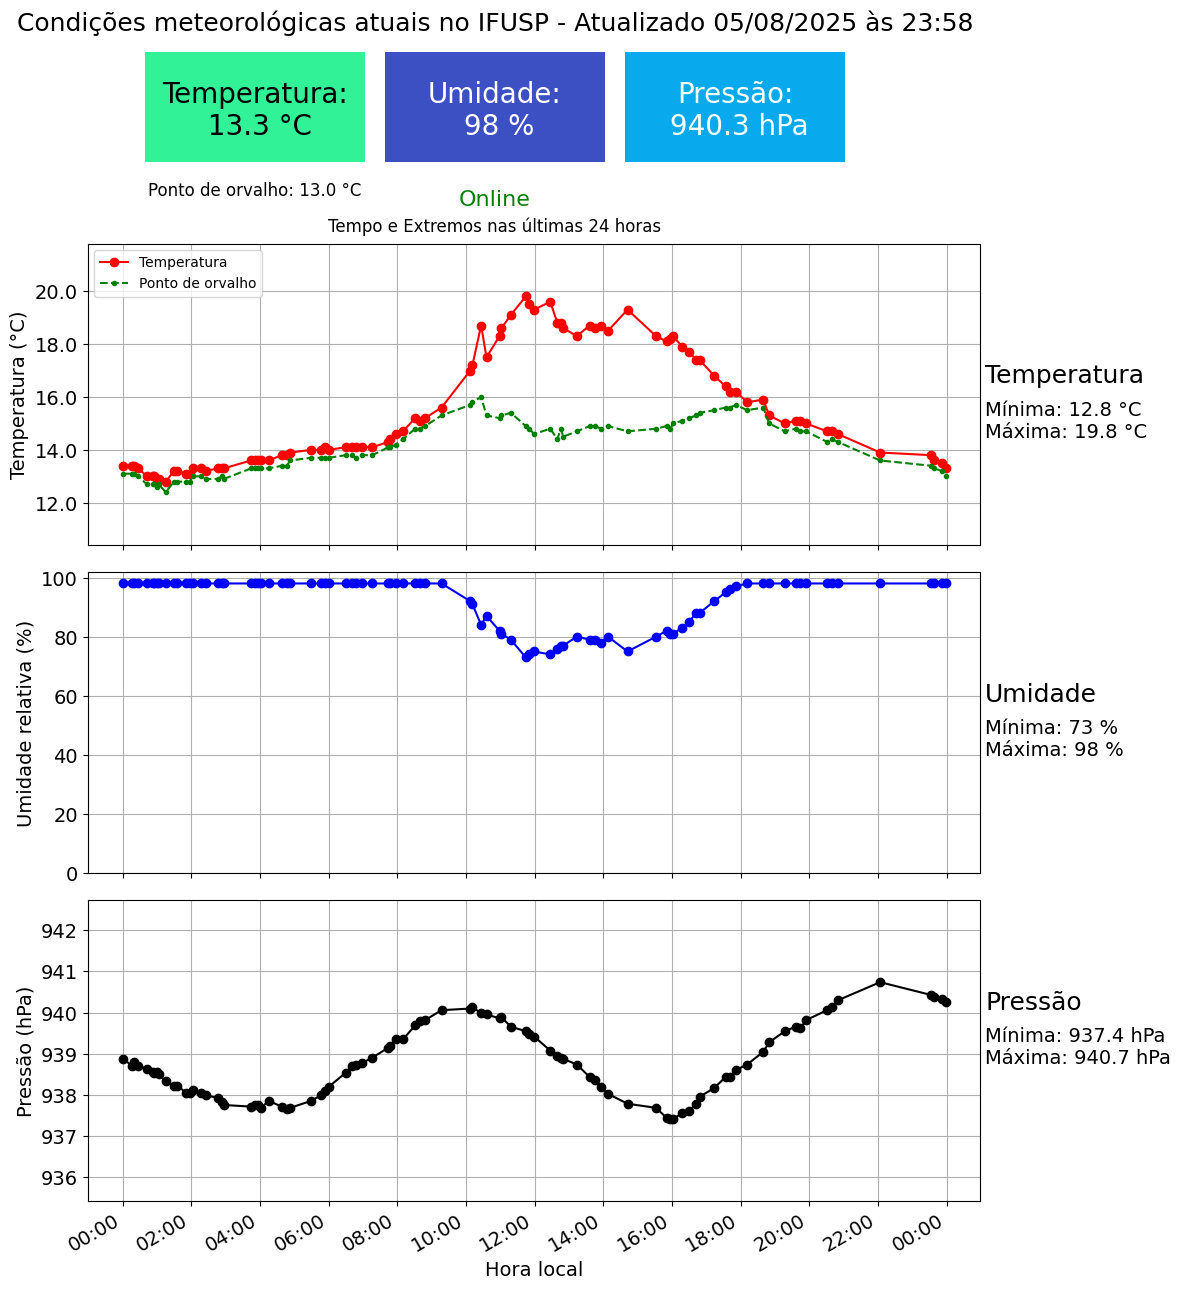 Condições meteorológicas atuais no IFUSP - Atualizado 05/08/2025 às 23:58
Temperatura:
13.3 °C
Umidade:
98 %
Pressão:
940.3 hPa
Ponto de orvalho: 13.0 °C
Online
Tempo e Extremos nas últimas 24 horas
Temperatura
Ponto de orvalho
Temperatura (°C)
20.0
18.0
16.0
14.0
12.0
Temperatura
Mínima: 12.8 °C
Máxima: 19.8 °C
Umidade relativa (%)
100
80
60
40
20
0
Umidade
Mínima: 73 %
Máxima: 98 %
Pressão (hPa)
942
941
940
939
938
937
936
Pressão
Mínima: 937.4 hPa
Máxima: 940.7 hPa
00:00
02:00
04:00
06:00
08:00
10:00
12:00
14:00
16:00
18:00
20:00
22:00
00:00
Hora local